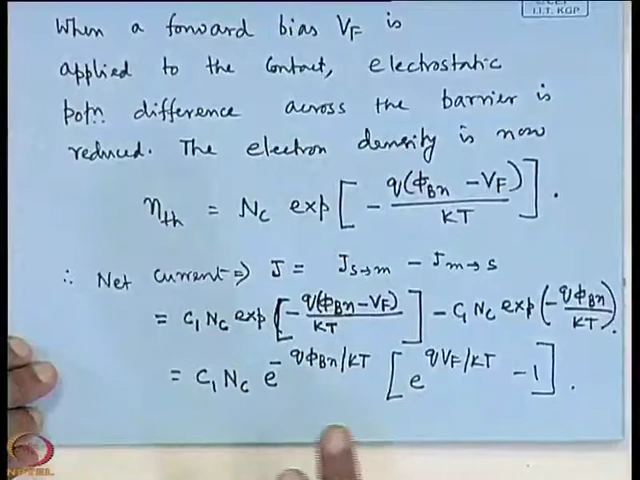 I.I.T. KGP
When a forward bias V_F is
applied to the contact, electrostatic
potn. difference across the barrier is
reduced. The electron density is now
n_th = N_C exp[ - q(ϕ_Bn - V_F) / KT ] .
∴ Net current ⇒ J = J_s→m - J_m→s
= C_1 N_C exp[ - q(ϕ_Bn - V_F) / KT ] - C_1 N_C exp( - qϕ_Bn / KT ) .
= C_1 N_C e^{- qϕ_Bn/KT} [ e^{qV_F/KT} - 1 ] .
NPTEL